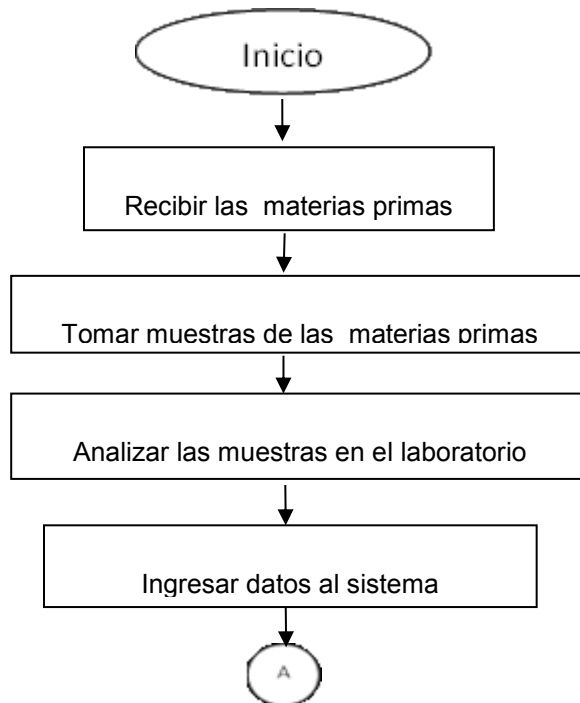 Inicio
Recibir las materias primas
Tomar muestras de las materias primas
Analizar las muestras en el laboratorio
Ingresar datos al sistema
A